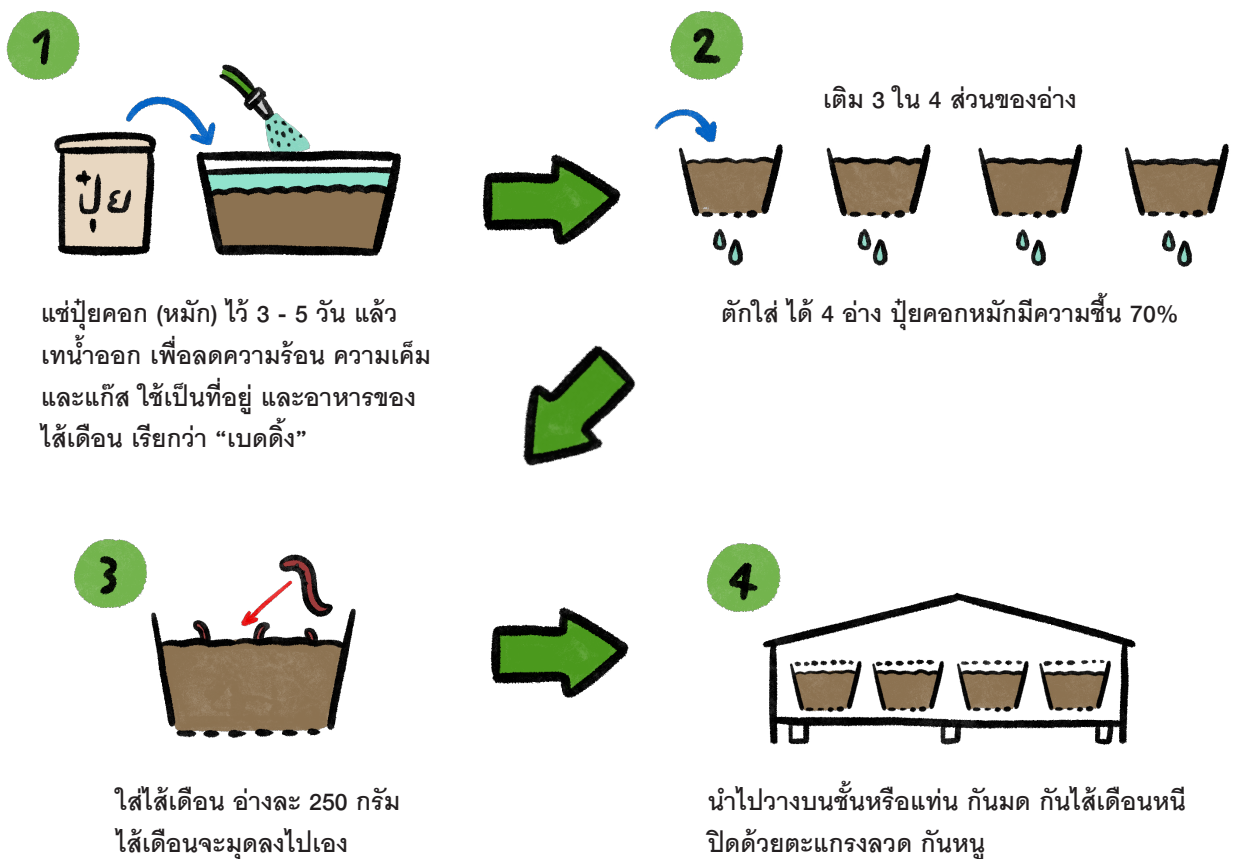 1
ปุ๋ย
แช่ปุ๋ยคอก (หมัก) ไว้ 3 - 5 วัน แล้ว
เทน้ำออก เพื่อลดความร้อน ความเค็ม
และแก๊ส ใช้เป็นที่อยู่ และอาหารของ
ไส้เดือน เรียกว่า “เบดดิ้ง”
2
เติม 3 ใน 4 ส่วนของอ่าง
ตักใส่ ได้ 4 อ่าง ปุ๋ยคอกหมักมีความชื้น 70%
3
ใส่ไส้เดือน อ่างละ 250 กรัม
ไส้เดือนจะมุดลงไปเอง
4
นำไปวางบนชั้นหรือแท่น กันมด กันไส้เดือนหนี
ปิดด้วยตะแกรงลวด กันหนู